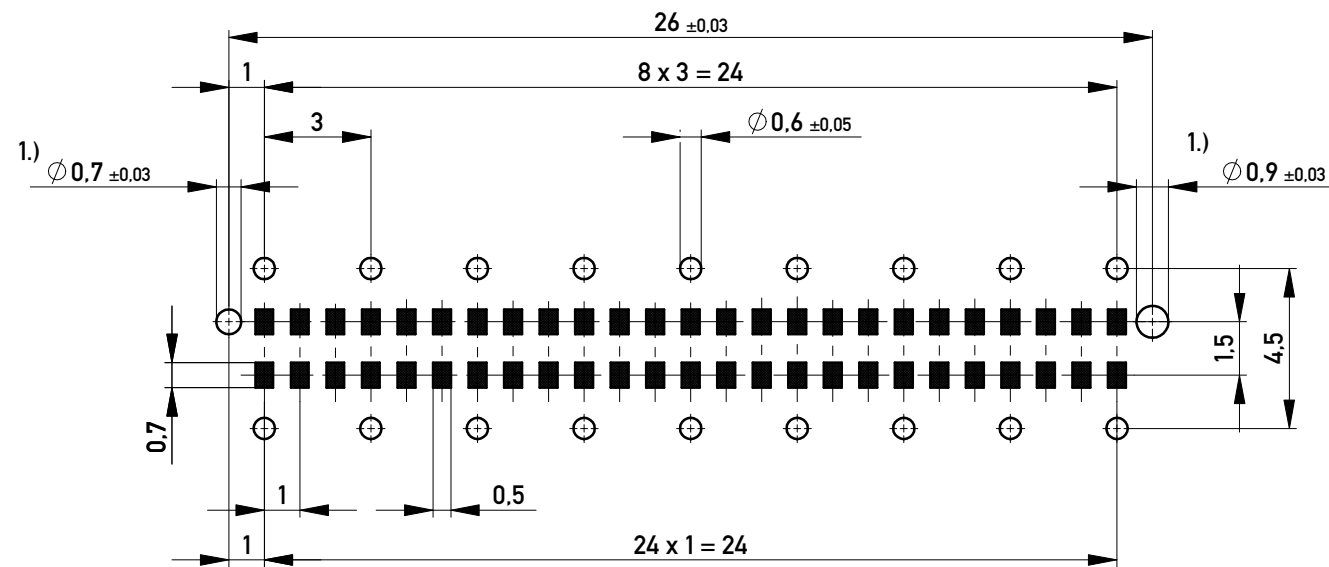 26 ±0,03
1
8 x 3 = 24
3
Ø 0,6 ±0,05
1.)
Ø 0,7 ±0,03
1.)
Ø 0,9 ±0,03
1,5
4,5
0,7
1
0,5
1
24 x 1 = 24